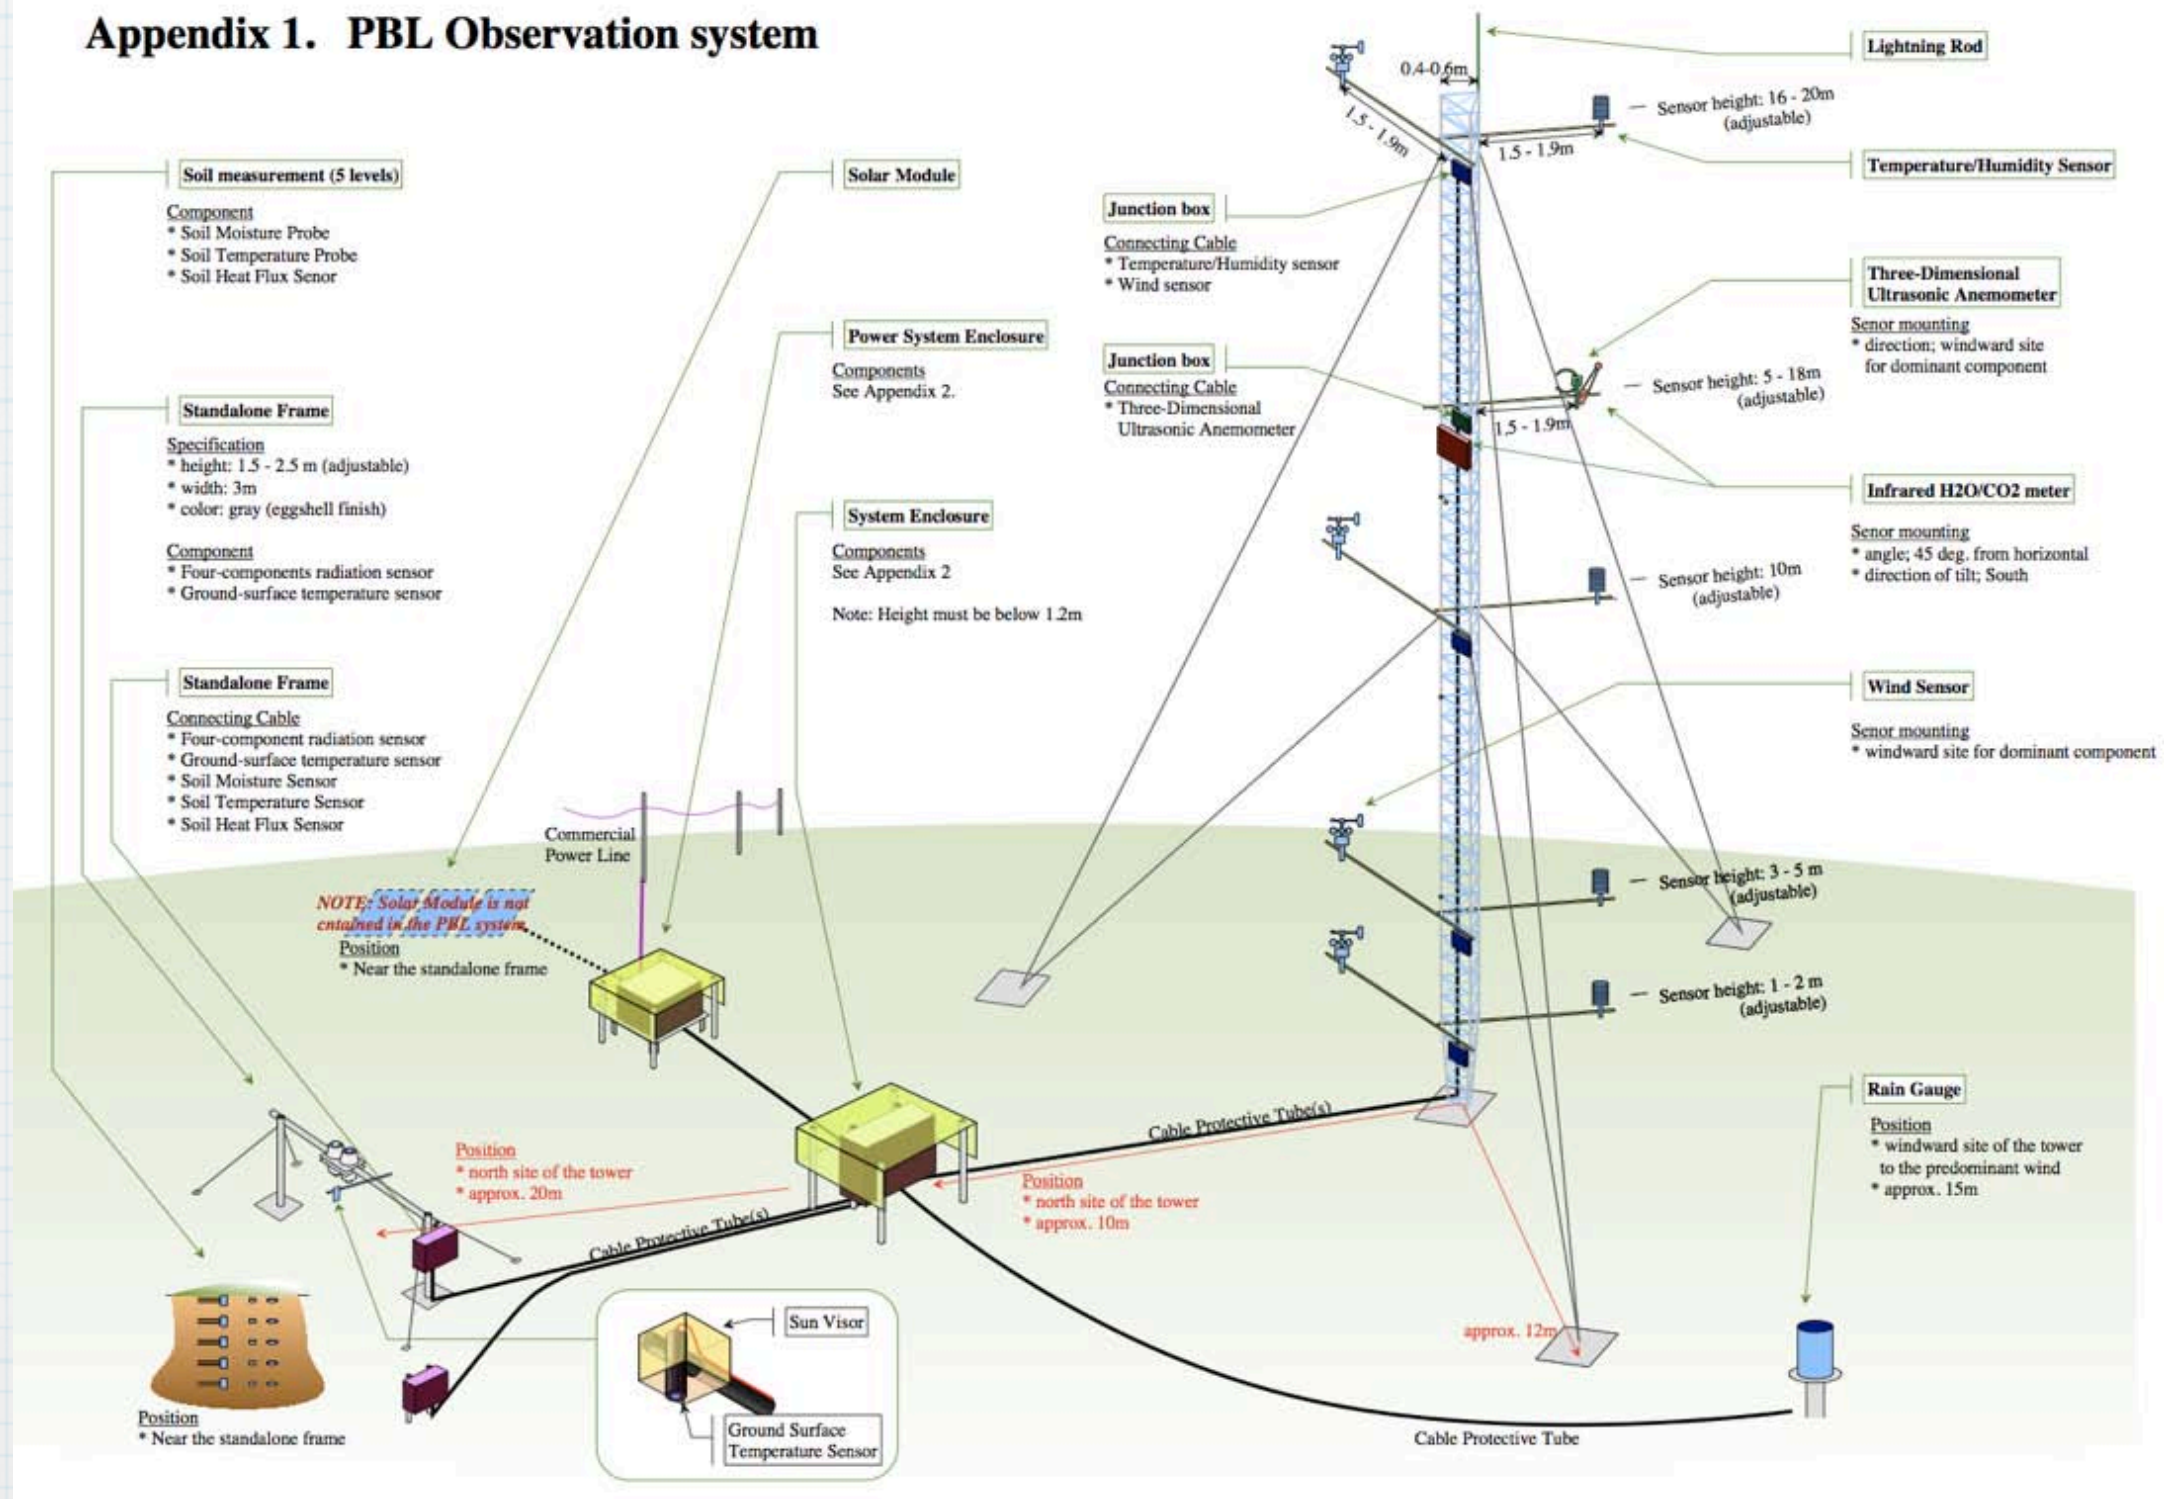 Appendix 1. PBL Observation system
Soil measurement (5 levels)
Component
* Soil Moisture Probe
* Soil Temperature Probe
* Soil Heat Flux Senor
Standalone Frame
Specification
* height: 1.5 - 2.5 m (adjustable)
* width: 3m
* color: gray (eggshell finish)
Component
* Four-components radiation sensor
* Ground-surface temperature sensor
Standalone Frame
Connecting Cable
* Four-component radiation sensor
* Ground-surface temperature sensor
* Soil Moisture Sensor
* Soil Temperature Sensor
* Soil Heat Flux Sensor
Solar Module
Power System Enclosure
Components
See Appendix 2.
System Enclosure
Components
See Appendix 2
Note: Height must be below 1.2m
Commercial
Power Line
NOTE: Solar Module is not
cntained in the PBL system.
Position
* Near the standalone frame
Junction box
Connecting Cable
* Temperature/Humidity sensor
* Wind sensor
Junction box
Connecting Cable
* Three-Dimensional
Ultrasonic Anemometer
0.4-0.6m
1.5 - 1.9m
1.5 - 1.9m
1.5 - 1.9m
Sensor height: 16 - 20m
(adjustable)
Sensor height: 5 - 18m
(adjustable)
Sensor height: 10m
(adjustable)
Sensor height: 3 - 5 m
(adjustable)
Sensor height: 1 - 2 m
(adjustable)
Lightning Rod
Temperature/Humidity Sensor
Three-Dimensional
Ultrasonic Anemometer
Senor mounting
* direction; windward site
for dominant component
Infrared H2O/CO2 meter
Senor mounting
* angle; 45 deg. from horizontal
* direction of tilt; South
Wind Sensor
Senor mounting
* windward site for dominant component
Rain Gauge
Position
* windward site of the tower
to the predominant wind
* approx. 15m
Position
* north site of the tower
* approx. 20m
Cable Protective Tube(s)
Cable Protective Tube(s)
Position
* north site of the tower
* approx. 10m
approx. 12m
Cable Protective Tube
Sun Visor
Ground Surface
Temperature Sensor
Position
* Near the standalone frame